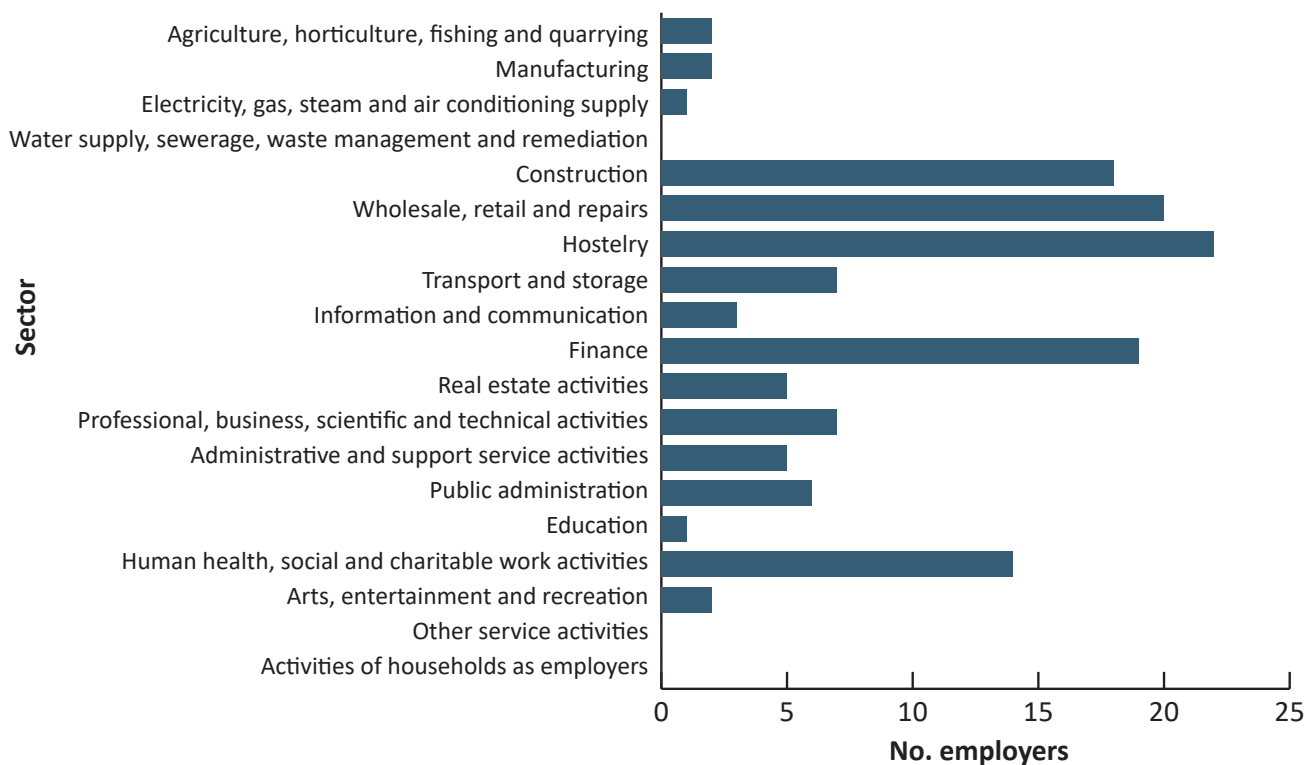 Agriculture, horticulture, fishing and quarrying
Manufacturing
Electricity, gas, steam and air conditioning supply
Water supply, sewerage, waste management and remediation
Construction
Wholesale, retail and repairs
Hostelry
Transport and storage
Information and communication
Finance
Real estate activities
Professional, business, scientific and technical activities
Administrative and support service activities
Public administration
Education
Human health, social and charitable work activities
Arts, entertainment and recreation
Other service activities
Activities of households as employers
Sector
0 5 10 15 20 25
No. employers